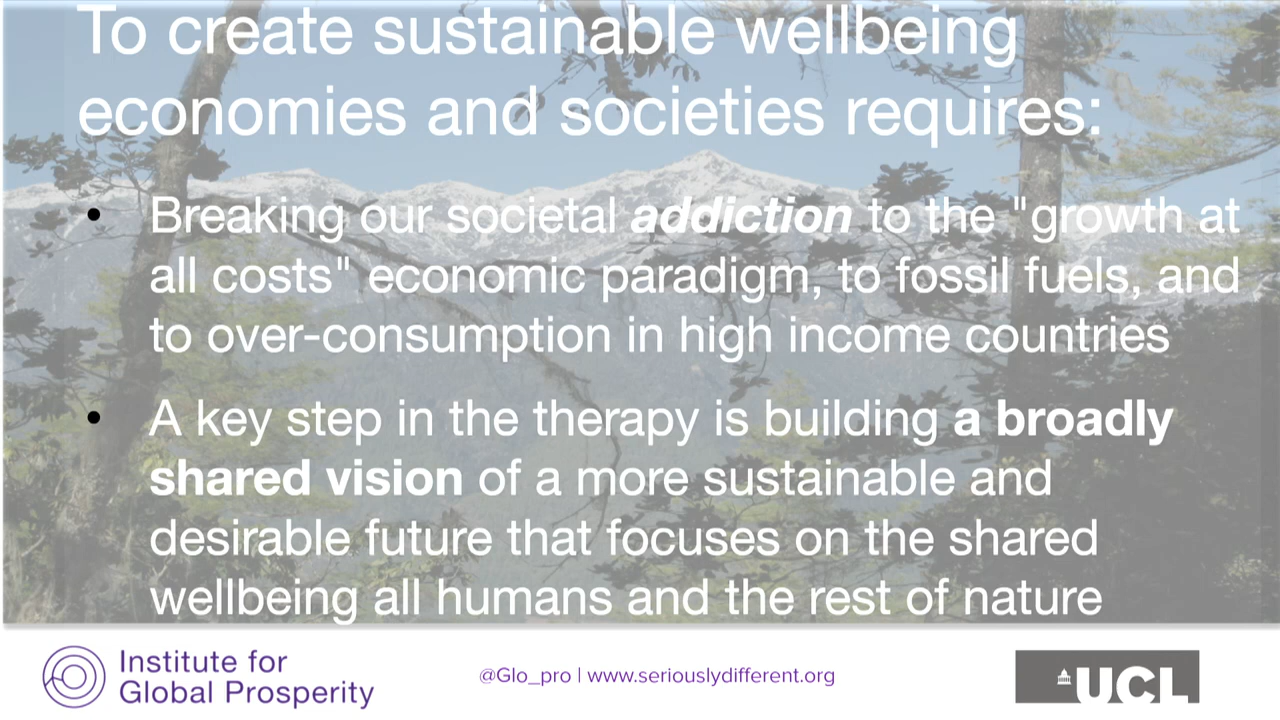 To create sustainable wellbeing
economies and societies requires:
• Breaking our societal addiction to the "growth at
all costs" economic paradigm, to fossil fuels, and
to over-consumption in high income countries
• A key step in the therapy is building a broadly
shared vision of a more sustainable and
desirable future that focuses on the shared
wellbeing all humans and the rest of nature
Institute for
Global Prosperity
@Glo_pro | www.seriouslydifferent.org
UCL